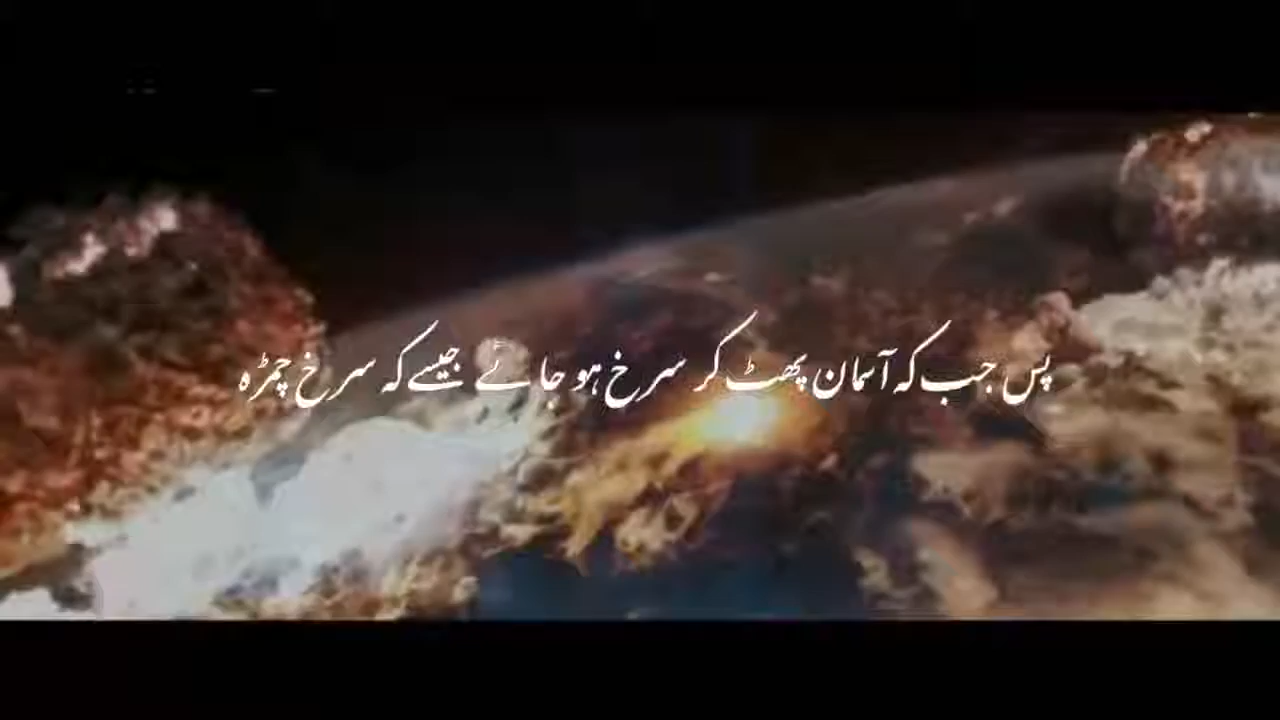 پس جب کہ آسمان پھٹ کر سرخ ہو جائے جیسے کہ سرخ چمڑہ